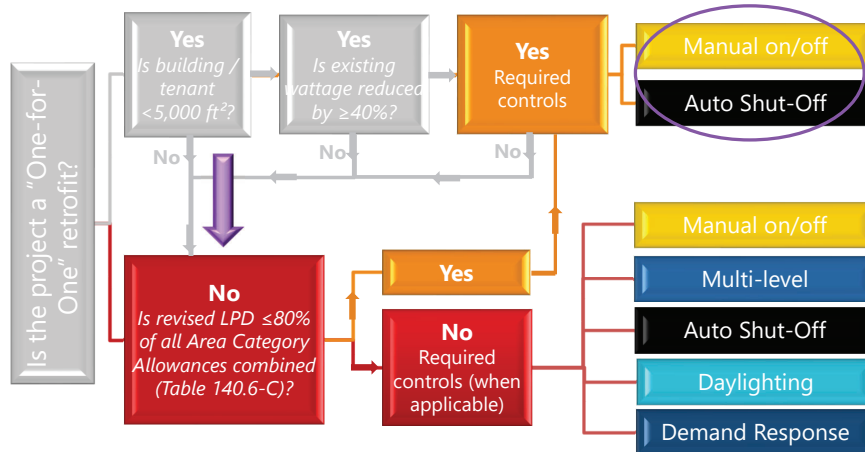 Is the project a “One-for-
One” retrofit?
Yes
Is building /
tenant
<5,000 ft²?
Yes
Is existing
wattage reduced
by ≥40%?
Yes
Required
controls
Manual on/off
Auto Shut-Off
No
No
No
No
Is revised LPD ≤80%
of all Area Category
Allowances combined
(Table 140.6-C)?
Yes
No
Required
controls (when
applicable)
Manual on/off
Multi-level
Auto Shut-Off
Daylighting
Demand Response